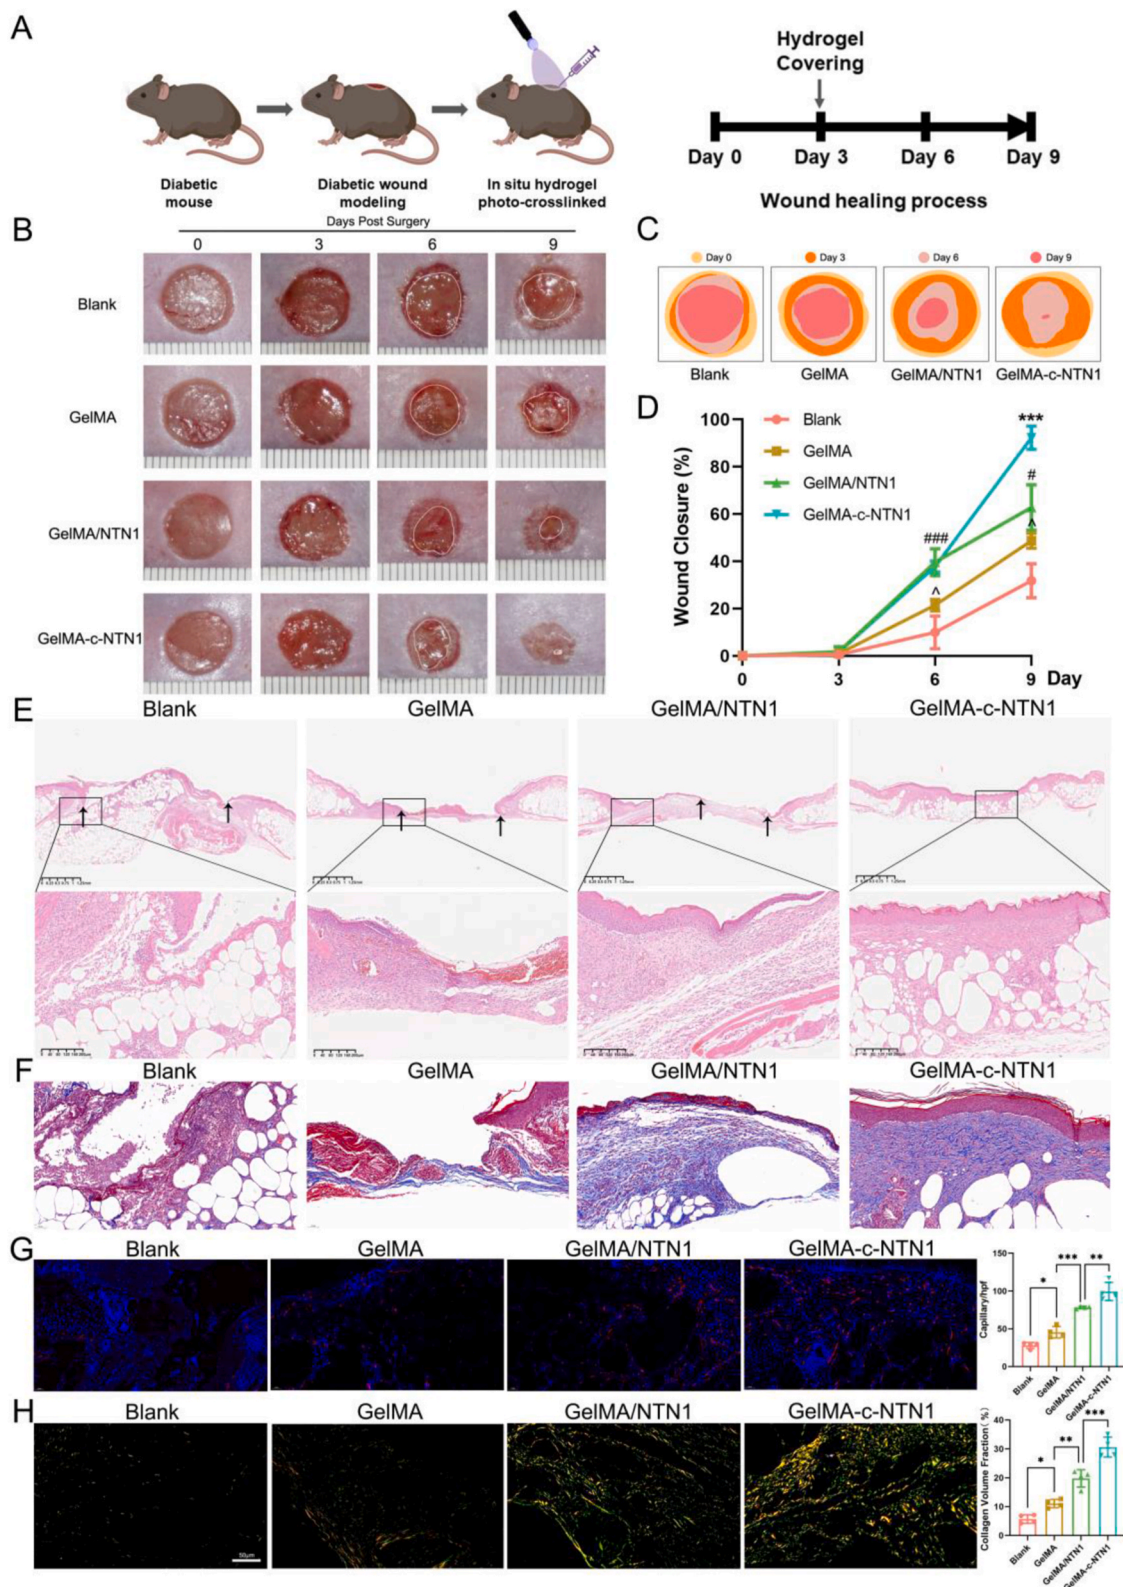 A
Hydrogel
Covering
Day 0
Day 3
Day 6
Day 9
Diabetic
mouse
Diabetic wound
modeling
In situ hydrogel
photo-crosslinked
Wound healing process
B
Days Post Surgery
0
3
6
9
Blank
GelMA
GelMA/NTN1
GelMA-c-NTN1
C
Day 0
Day 3
Day 6
Day 9
Blank
GelMA
GelMA/NTN1
GelMA-c-NTN1
D
Wound Closure (%)
100
80
60
40
20
0
Blank
GelMA
GelMA/NTN1
GelMA-c-NTN1
***
#
^
###
^
0
3
6
9
Day
E
Blank
GelMA
GelMA/NTN1
GelMA-c-NTN1
F
Blank
GelMA
GelMA/NTN1
GelMA-c-NTN1
G
Blank
GelMA
GelMA/NTN1
GelMA-c-NTN1
Capillary/hpf
150
100
50
0
*
***
**
Blank
GelMA
GelMA/NTN1
GelMA-c-NTN1
H
Blank
GelMA
GelMA/NTN1
GelMA-c-NTN1
50μm
Collagen Volume Fraction (%)
40
30
20
10
0
*
**
***
Blank
GelMA
GelMA/NTN1
GelMA-c-NTN1